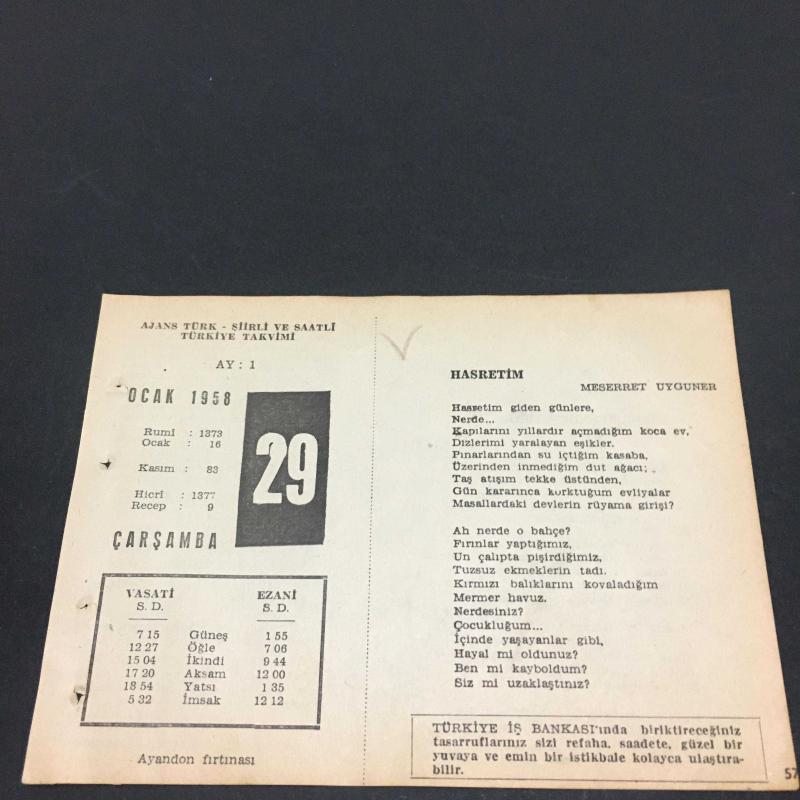 AJANS TÜRK - ŞİİRLİ VE SAATLİ
TÜRKİYE TAKVİMİ
AY : 1
OCAK 1958
Rumî : 1373
Ocak : 16
Kasım : 83
Hicrî : 1377
Recep : 9
29
ÇARŞAMBA
VASATİ EZANİ
S. D. S. D.
7 15 Güneş 1 55
12 27 Öğle 7 06
15 04 İkindi 9 44
17 20 Aksam 12 00
18 54 Yatsı 1 35
5 32 İmsak 12 12
Ayandon fırtınası
HASRETİM
MESERRET UYGUNER
Hasretim giden günlere,
Nerde...
Kapılarını yıllardır açmadığım koca ev,
Dizlerimi yaralayan eşikler.
Pınarlarından su içtiğim kasaba,
Üzerinden inmediğim dut ağacı;
Taş atışım tekke üstünden,
Gün kararınca korktuğum evliyalar
Masallardaki devlerin rüyama girişi?
Ah nerde o bahçe?
Fırınlar yaptığımız,
Un çalıpta pişirdiğimiz,
Tuzsuz ekmeklerin tadı.
Kırmızı balıklarını kovaladığım
Mermer havuz.
Nerdesiniz?
Çocukluğum...
İçinde yaşayanlar gibi,
Hayal mi oldunuz?
Ben mi kayboldum?
Siz mi uzaklaştınız?
TÜRKİYE İŞ BANKASI'ında biriktireceğiniz
tasarruflarınız sizi refaha, saadete, güzel bir
yuvaya ve emin bir istikbale kolayca ulaştıra-
bilir.
57